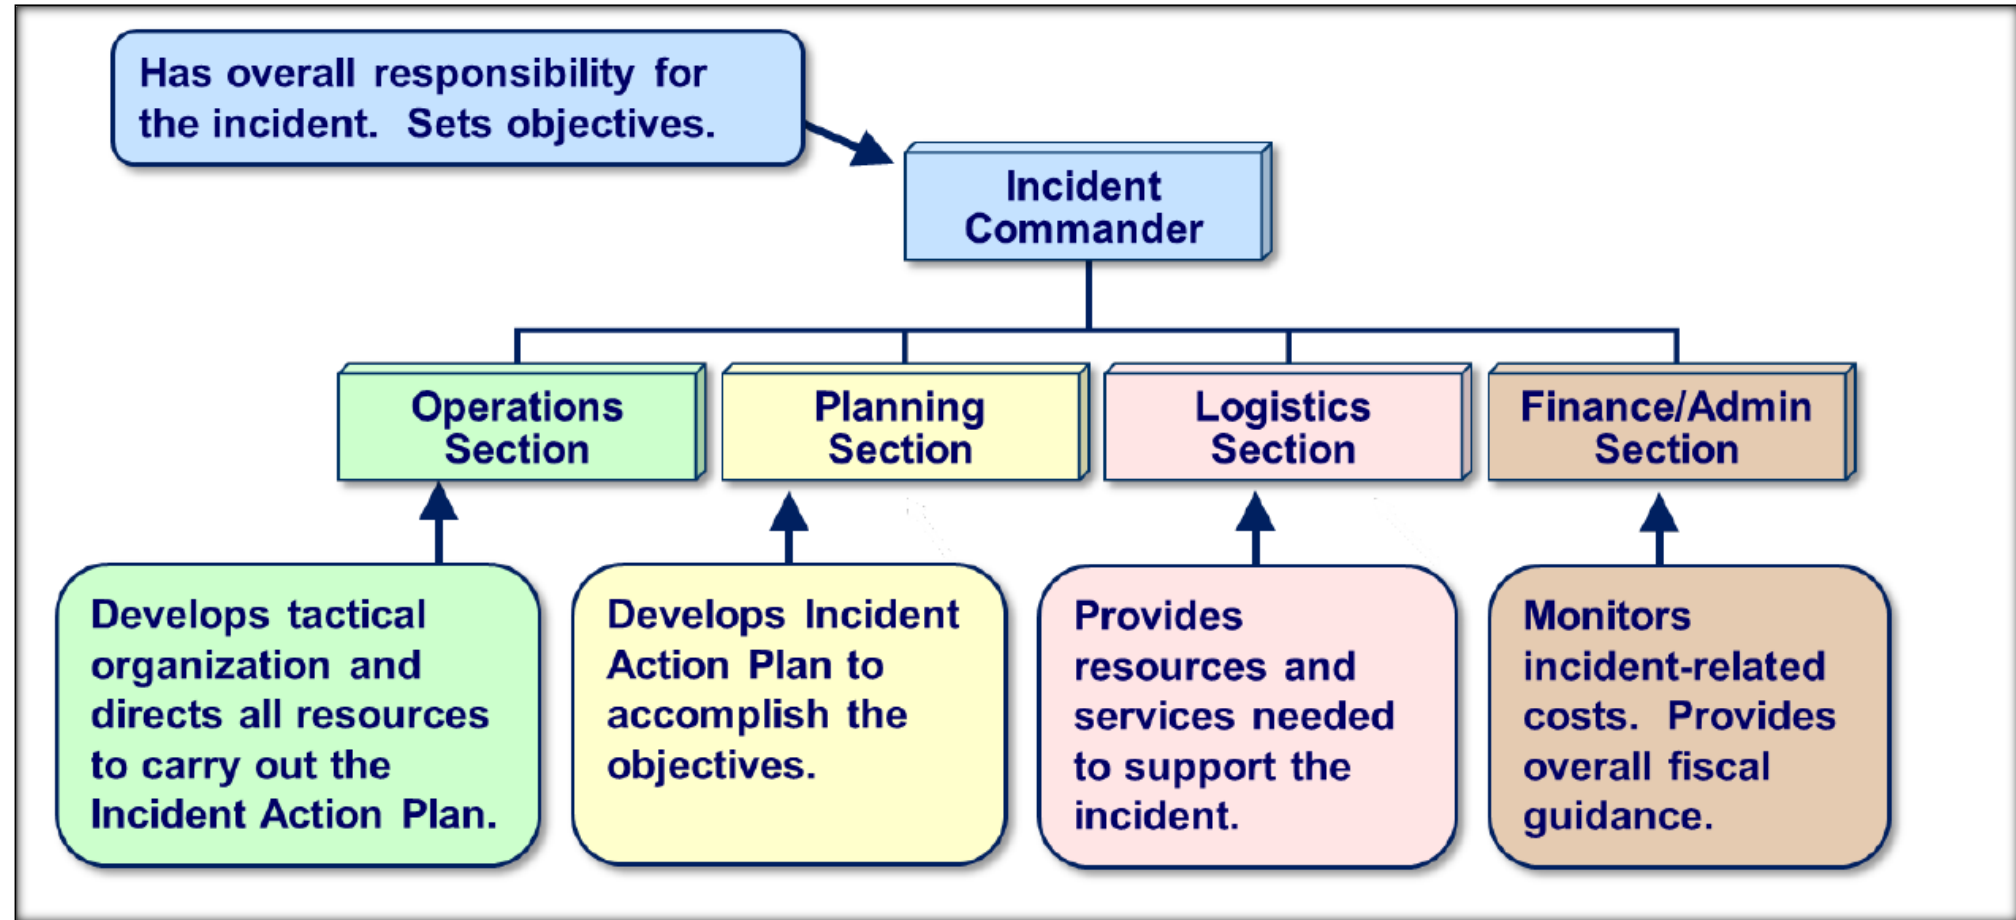 Has overall responsibility for
the incident. Sets objectives.
Incident
Commander
Operations
Section
Planning
Section
Logistics
Section
Finance/Admin
Section
Develops tactical
organization and
directs all resources
to carry out the
Incident Action Plan.
Develops Incident
Action Plan to
accomplish the
objectives.
Provides
resources and
services needed
to support the
incident.
Monitors
incident-related
costs. Provides
overall fiscal
guidance.